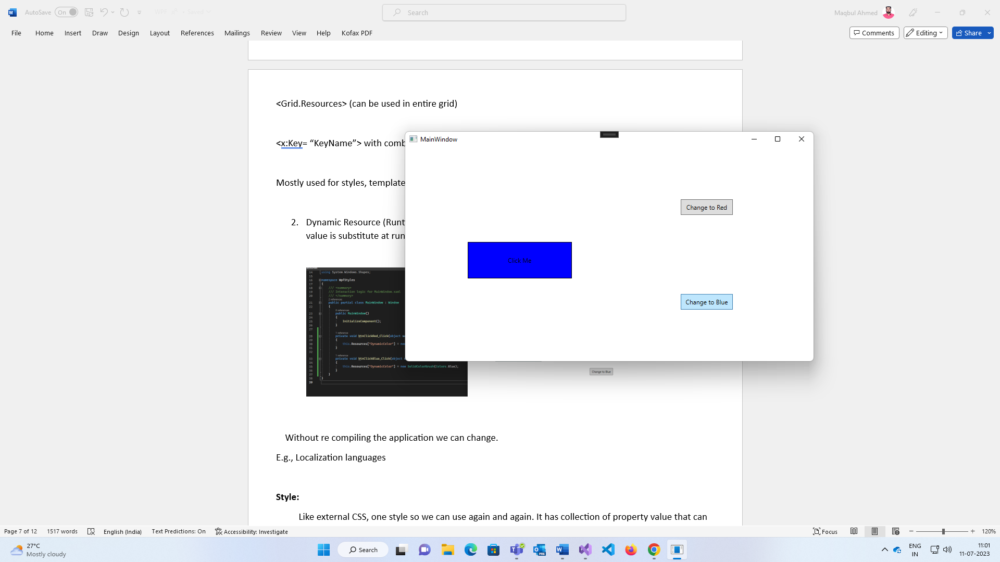 AutoSave On
WPF Saved
Search
Maqbul Ahmed
File Home Insert Draw Design Layout References Mailings Review View Help Kofax PDF
Comments Editing Share
<Grid.Resources> (can be used in entire grid)
<x:Key= “KeyName”> with comb
Mostly used for styles, template
2. Dynamic Resource (Runt
value is substitute at run
MainWindow
Change to Red
Click Me
Change to Blue
14 using System.Windows.Shapes;
15
16 namespace WpfStyles
17 {
18 /// <summary>
19 /// Interaction logic for MainWindow.xaml
20 /// </summary>
2 references
21 public partial class MainWindow : Window
22 {
0 references
23 public MainWindow()
24 {
25 InitializeComponent();
26 }
27
1 reference
28 private void btnClickRed_Click(object se
29 {
30 this.Resources["DynamicColor"] = new
31 }
32
1 reference
33 private void btnClickBlue_Click(object s
34 {
35 this.Resources["DynamicColor"] = new SolidColorBrush(Colors.Blue);
36 }
37 }
38 }
39
Change to Blue
Without re compiling the application we can change.
E.g., Localization languages
Style:
Like external CSS, one style so we can use again and again. It has collection of property value that can
Page 7 of 12 1517 words English (India) Text Predictions: On Accessibility: Investigate
Focus 120%
27°C
Mostly cloudy
Search
ENG
IN
11:01
11-07-2023